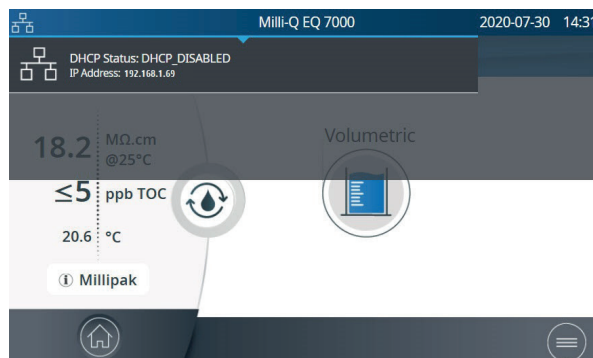 Milli-Q EQ 7000
2020-07-30 14:31
DHCP Status: DHCP_DISABLED
IP Address: 192.168.1.69
18.2 MΩ.cm
@25°C
Volumetric
≤5 ppb TOC
20.6 °C
Millipak